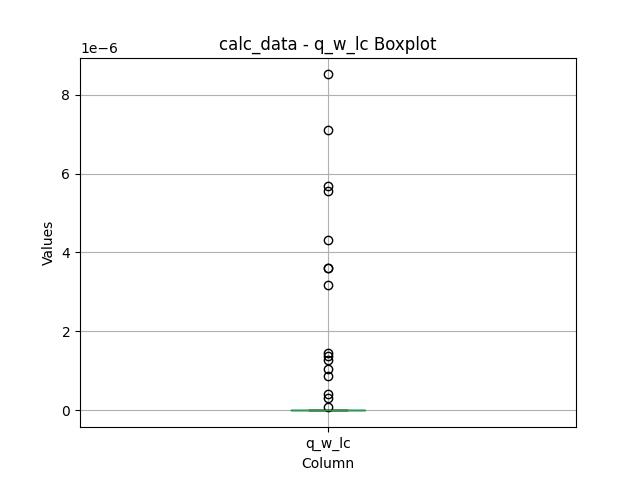 calc_data - q_w_lc Boxplot
1e−6
8
6
4
2
0
Values
q_w_lc
Column